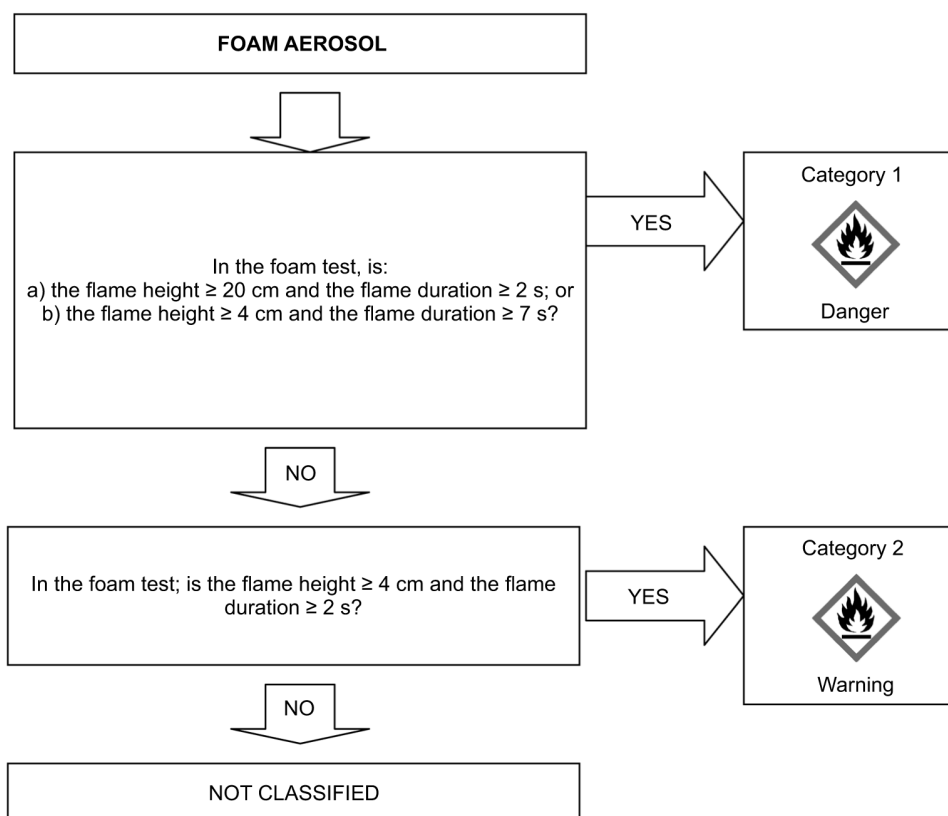 FOAM AEROSOL
In the foam test, is:
a) the flame height ≥ 20 cm and the flame duration ≥ 2 s; or
b) the flame height ≥ 4 cm and the flame duration ≥ 7 s?
YES
Category 1
Danger
NO
In the foam test; is the flame height ≥ 4 cm and the flame
duration ≥ 2 s?
YES
Category 2
Warning
NO
NOT CLASSIFIED